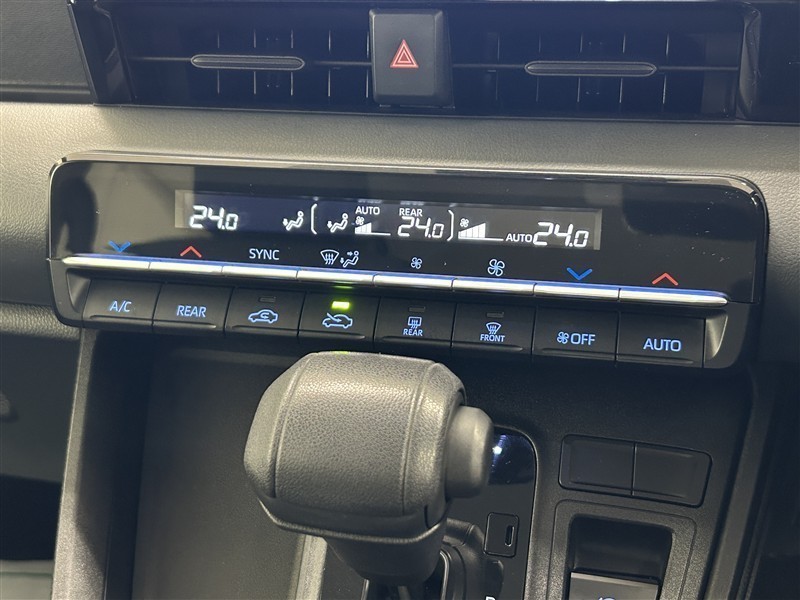 AUTO REAR
24.0 24.0 AUTO 24.0
SYNC
A/C REAR REAR FRONT OFF AUTO